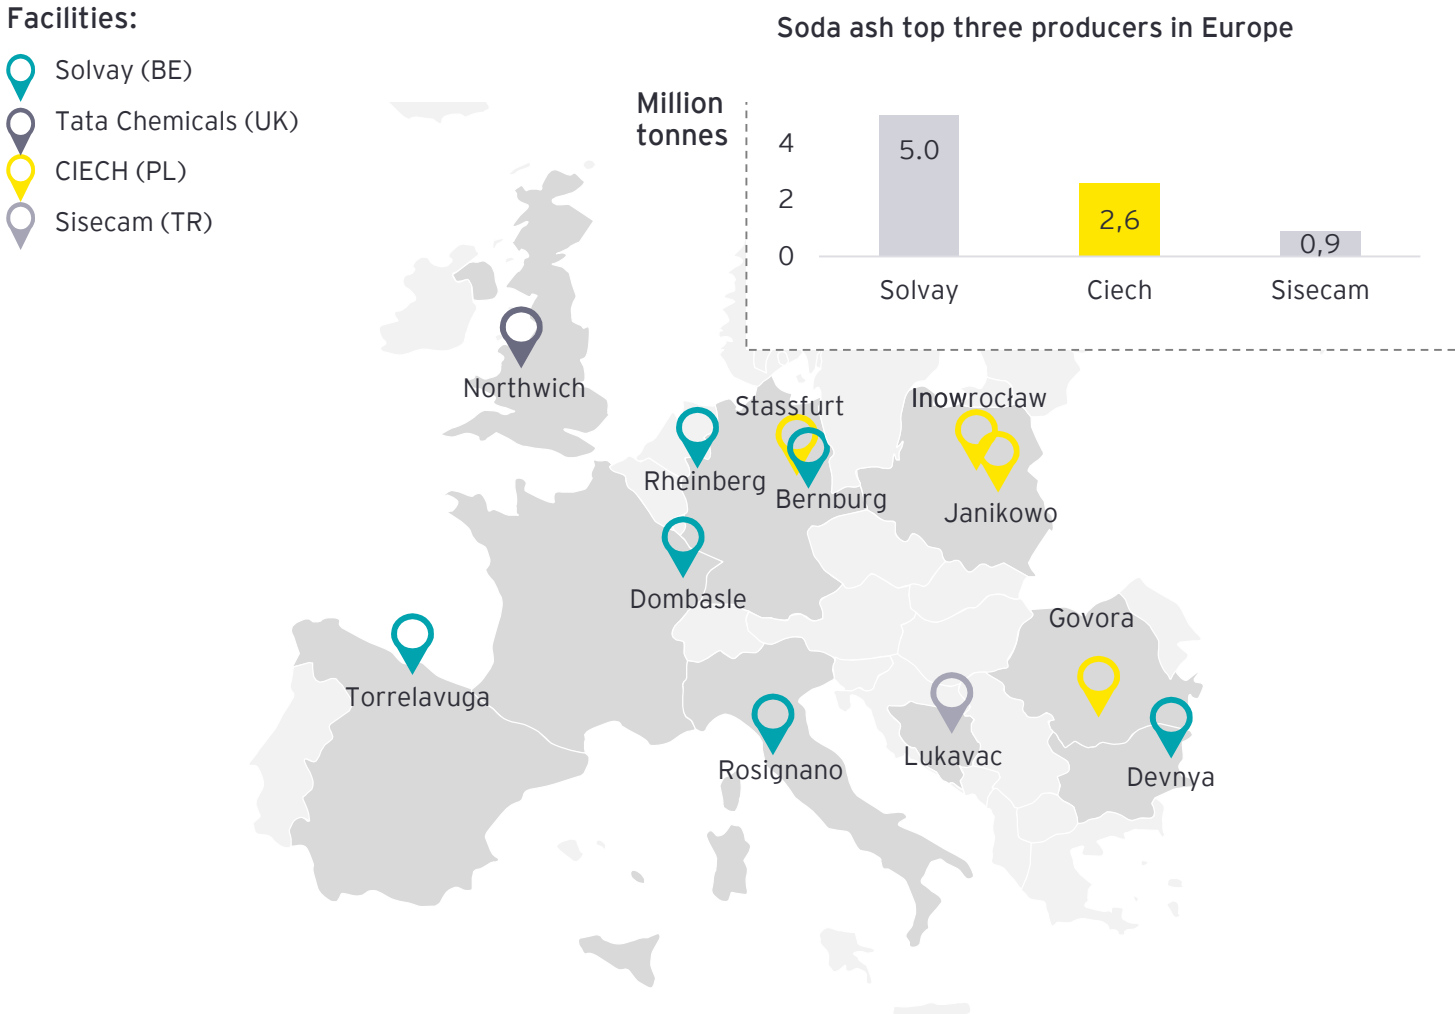 Facilities:
Solvay (BE)
Tata Chemicals (UK)
CIECH (PL)
Sisecam (TR)
Soda ash top three producers in Europe
Million
tonnes
4
2
0
5.0
2,6
0,9
Solvay
Ciech
Sisecam
Northwich
Stassfurt
Inowrocław
Rheinberg
Bernburg
Janikowo
Dombasle
Govora
Torrelavuga
Rosignano
Lukavac
Devnya